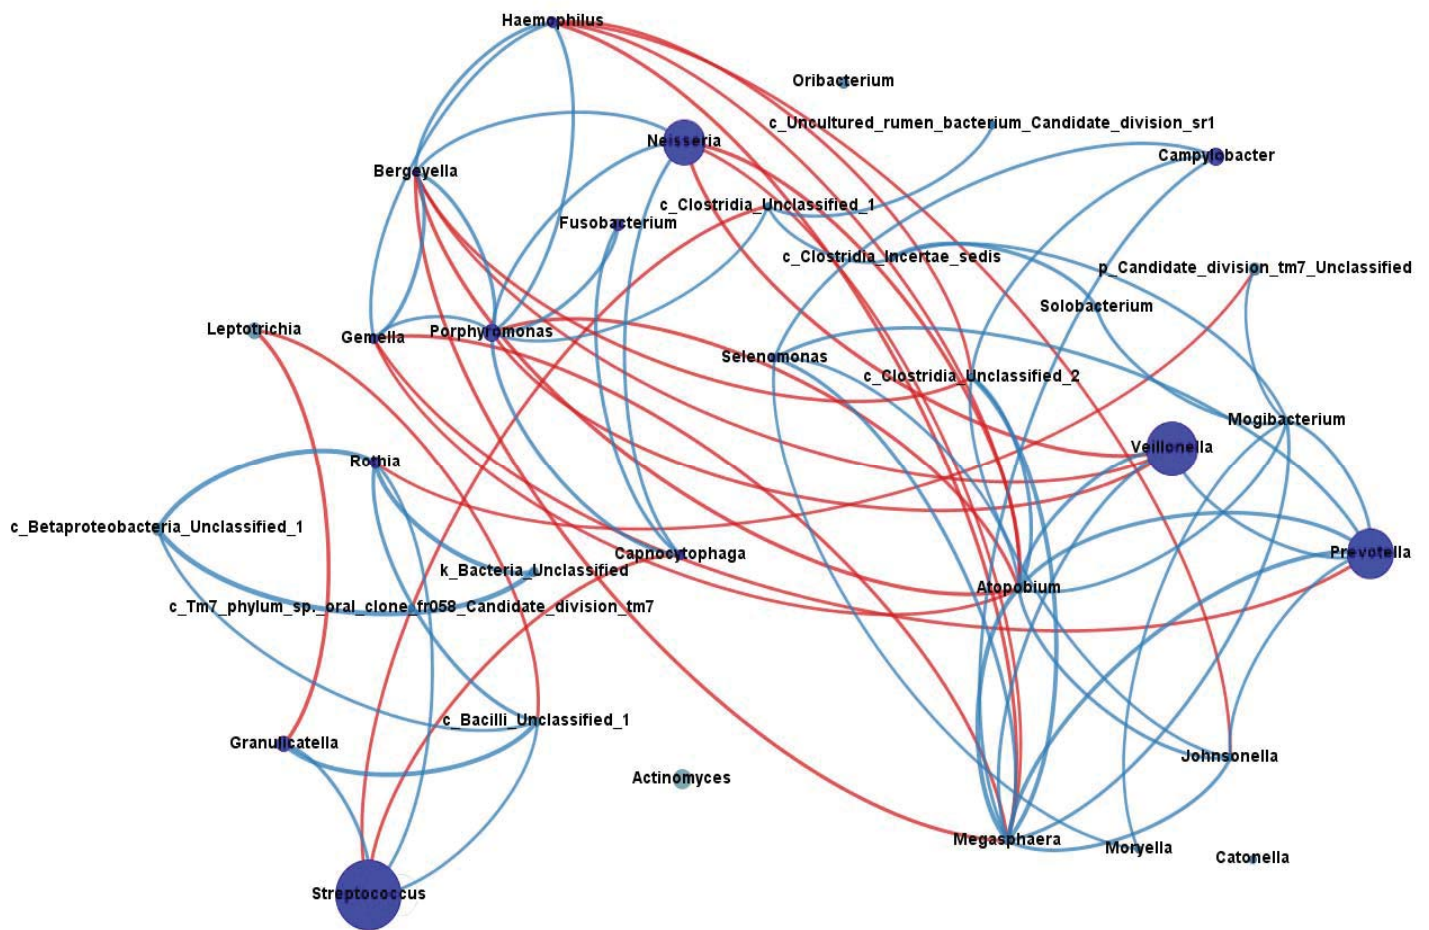 Haemophilus
Oribacterium
c_Uncultured_rumen_bacterium_Candidate_division_sr1
Neisseria
Campylobacter
Bergeyella
c_Clostridia_Unclassified_1
Fusobacterium
c_Clostridia_Incertae_sedis
p_Candidate_division_tm7_Unclassified
Solobacterium
Leptotrichia
Gemella
Porphyromonas
Selenomonas
c_Clostridia_Unclassified_2
Mogibacterium
Veillonella
Rothia
c_Betaproteobacteria_Unclassified_1
Capnocytophaga
Prevotella
k_Bacteria_Unclassified
Atopobium
c_Tm7_phylum_sp._oral_clone_fr058_Candidate_division_tm7
c_Bacilli_Unclassified_1
Granulicatella
Johnsonella
Actinomyces
Megasphaera
Moryella
Catonella
Streptococcus